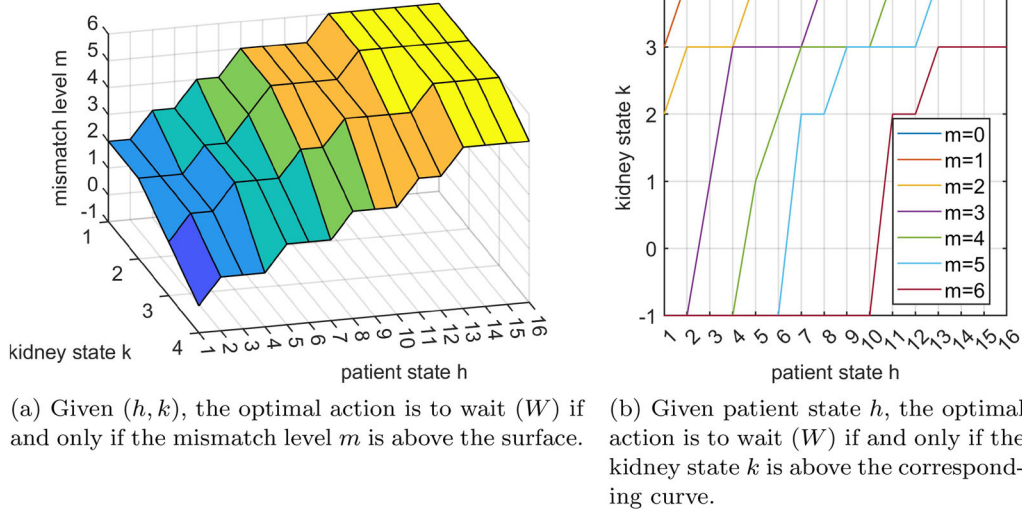 6
5
4
3
2
1
0
-1
mismatch level m
1
2
3
4
kidney state k
1
2
3
4
5
6
7
8
9
10
11
12
13
14
15
16
patient state h
3
2
1
0
-1
kidney state k
m=0
m=1
m=2
m=3
m=4
m=5
m=6
1
2
3
4
5
6
7
8
9
10
11
12
13
14
15
16
patient state h
(a) Given (h, k), the optimal action is to wait (W) if
and only if the mismatch level m is above the surface.
(b) Given patient state h, the optimal
action is to wait (W) if and only if the
kidney state k is above the correspond-
ing curve.